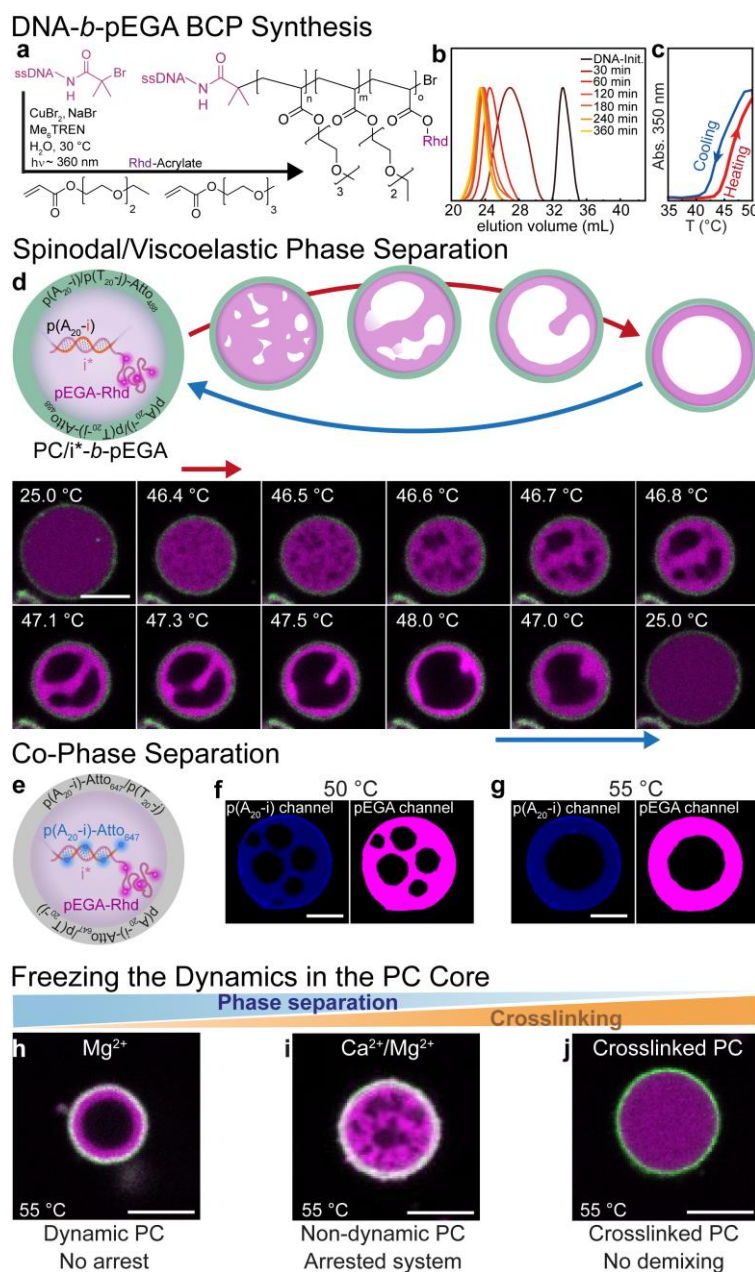 DNA-b-pEGA BCP Synthesis
a
ssDNA
N
H
O
Br
CuBr₂, NaBr
Me₆TREN
H₂O, 30 °C
hν ~ 360 nm
Rhd-Acrylate
O
O
O
2
O
O
O
3
ssDNA
N
H
O
n
m
o
Br
O
O
O
O
O
O
Rhd
O
3
O
2
b
DNA-Init.
30 min
60 min
120 min
180 min
240 min
360 min
20 24 28 32 36 40
elution volume (mL)
c
Abs. 350 nm
Cooling
Heating
35 40 45 50
T (°C)
Spinodal/Viscoelastic Phase Separation
d
p(A₂₀-i)/p(T₂₀-j)-Atto₄₈₈
p(A₂₀-i)
i*
pEGA-Rhd
p(A₂₀-i)/p(T₂₀-j)-Atto₄₈₈
PC/i*-b-pEGA
25.0 °C
46.4 °C
46.5 °C
46.6 °C
46.7 °C
46.8 °C
47.1 °C
47.3 °C
47.5 °C
48.0 °C
47.0 °C
25.0 °C
Co-Phase Separation
e
p(A₂₀-i)-Atto₆₄₇/p(T₂₀-j)
p(A₂₀-i)-Atto₆₄₇
i*
pEGA-Rhd
p(A₂₀-i)-Atto₆₄₇/p(T₂₀-j)
f
50 °C
p(A₂₀-i) channel
pEGA channel
g
55 °C
p(A₂₀-i) channel
pEGA channel
Freezing the Dynamics in the PC Core
Phase separation
Crosslinking
h
Mg²⁺
55 °C
Dynamic PC
No arrest
i
Ca²⁺/Mg²⁺
55 °C
Non-dynamic PC
Arrested system
j
Crosslinked PC
55 °C
Crosslinked PC
No demixing